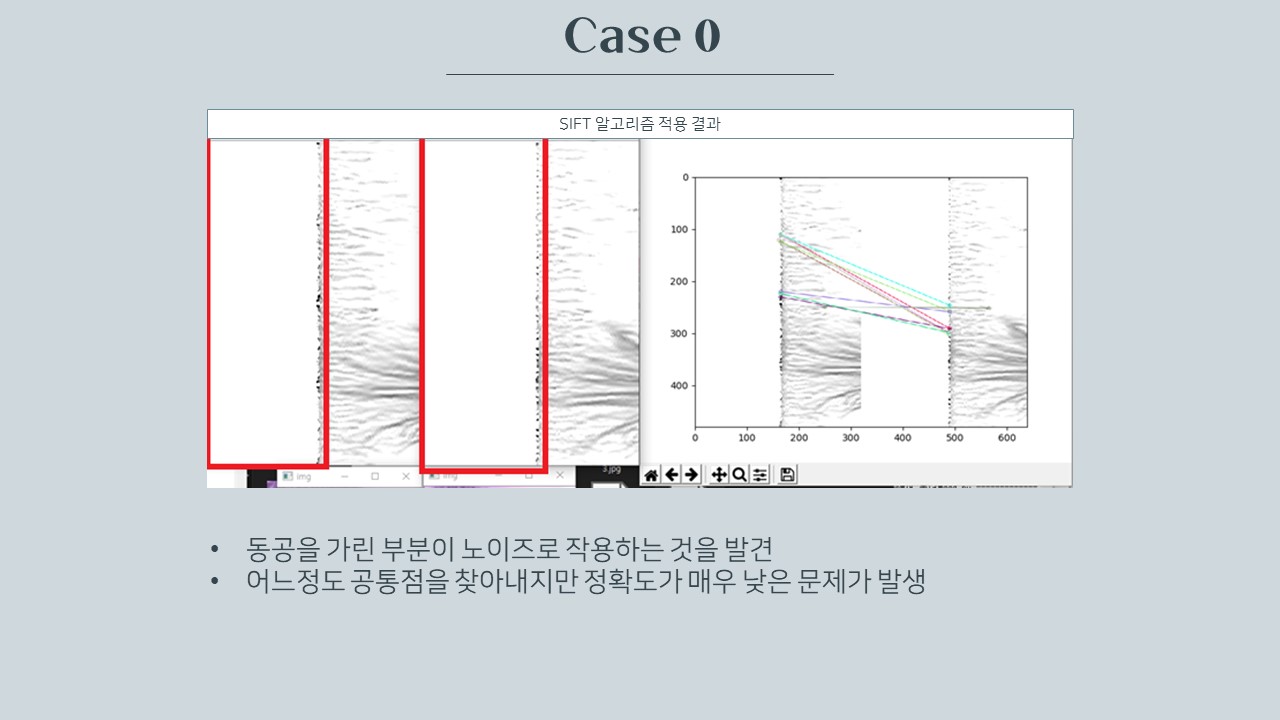 Case 0
SIFT 알고리즘 적용 결과
0
100
200
300
400
0 100 200 300 400 500 600
img
img
3.jpg
• 동공을 가린 부분이 노이즈로 작용하는 것을 발견
• 어느정도 공통점을 찾아내지만 정확도가 매우 낮은 문제가 발생